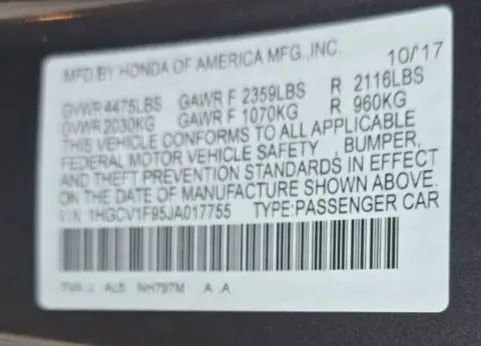 MFD BY HONDA OF AMERICA MFG.,INC. 10/17
GVWR 4475LBS GAWR F 2359LBS R 2116LBS
GVWR 2030KG GAWR F 1070KG R 960KG
THIS VEHICLE CONFORMS TO ALL APPLICABLE
FEDERAL MOTOR VEHICLE SAFETY , BUMPER,
AND THEFT PREVENTION STANDARDS IN EFFECT
ON THE DATE OF MANUFACTURE SHOWN ABOVE.
VIN 1HGCV1F95JA017755 TYPE:PASSENGER CAR
NH797M A A